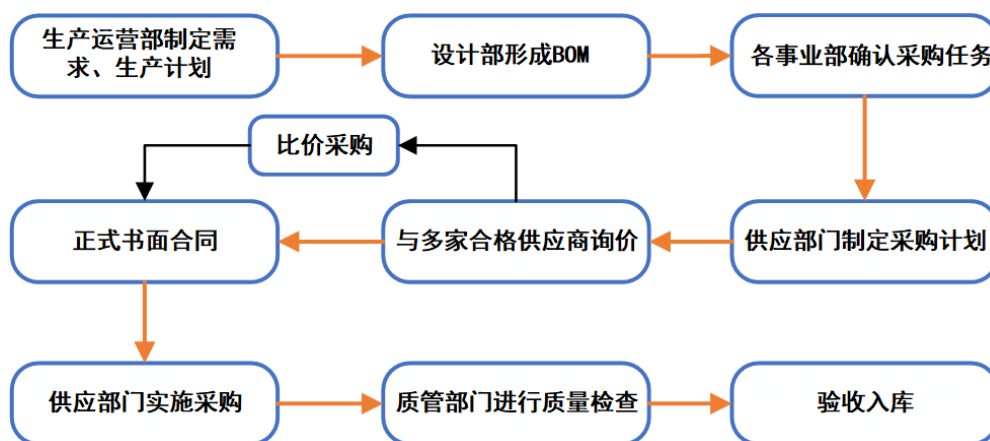 生产运营部制定需
求、生产计划
设计部形成BOM
各事业部确认采购任务
比价采购
正式书面合同
与多家合格供应商询价
供应部门制定采购计划
供应部门实施采购
质管部门进行质量检查
验收入库